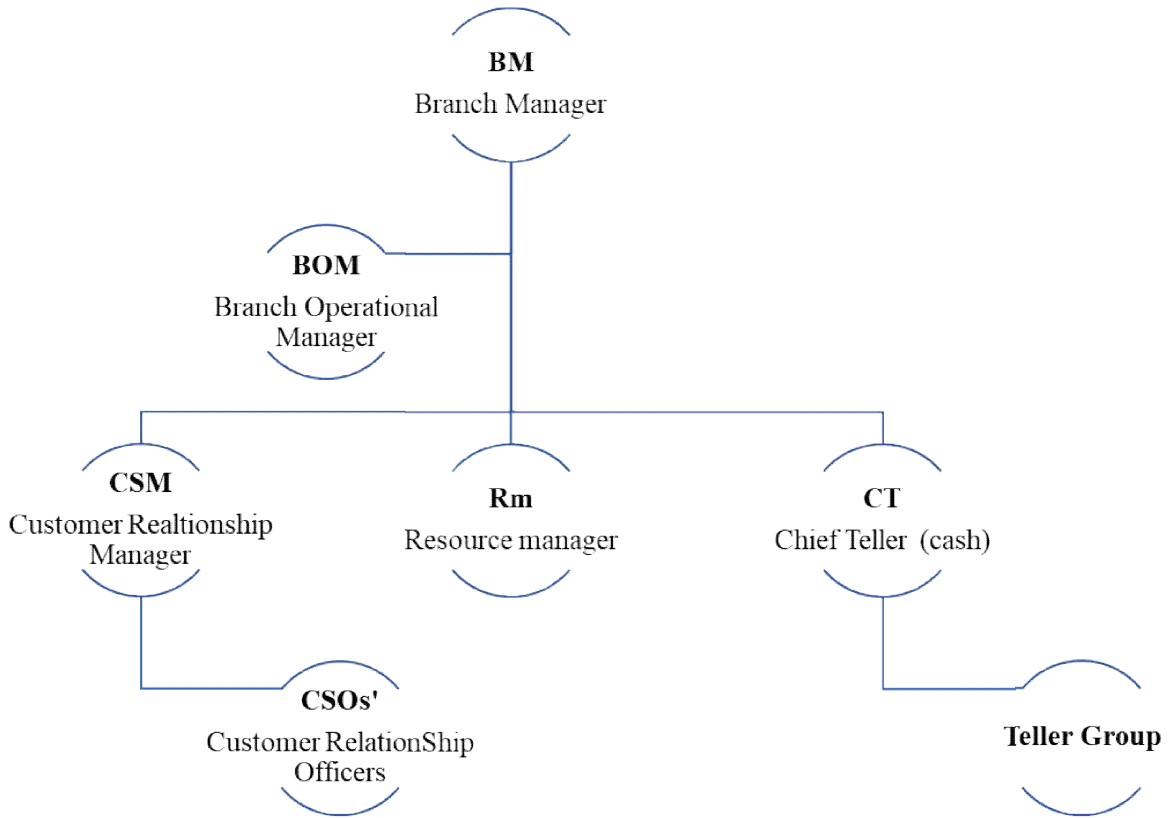 BM
Branch Manager
BOM
Branch Operational
Manager
CSM
Customer Realtionship
Manager
Rm
Resource manager
CT
Chief Teller (cash)
CSOs'
Customer RelationShip
Officers
Teller Group